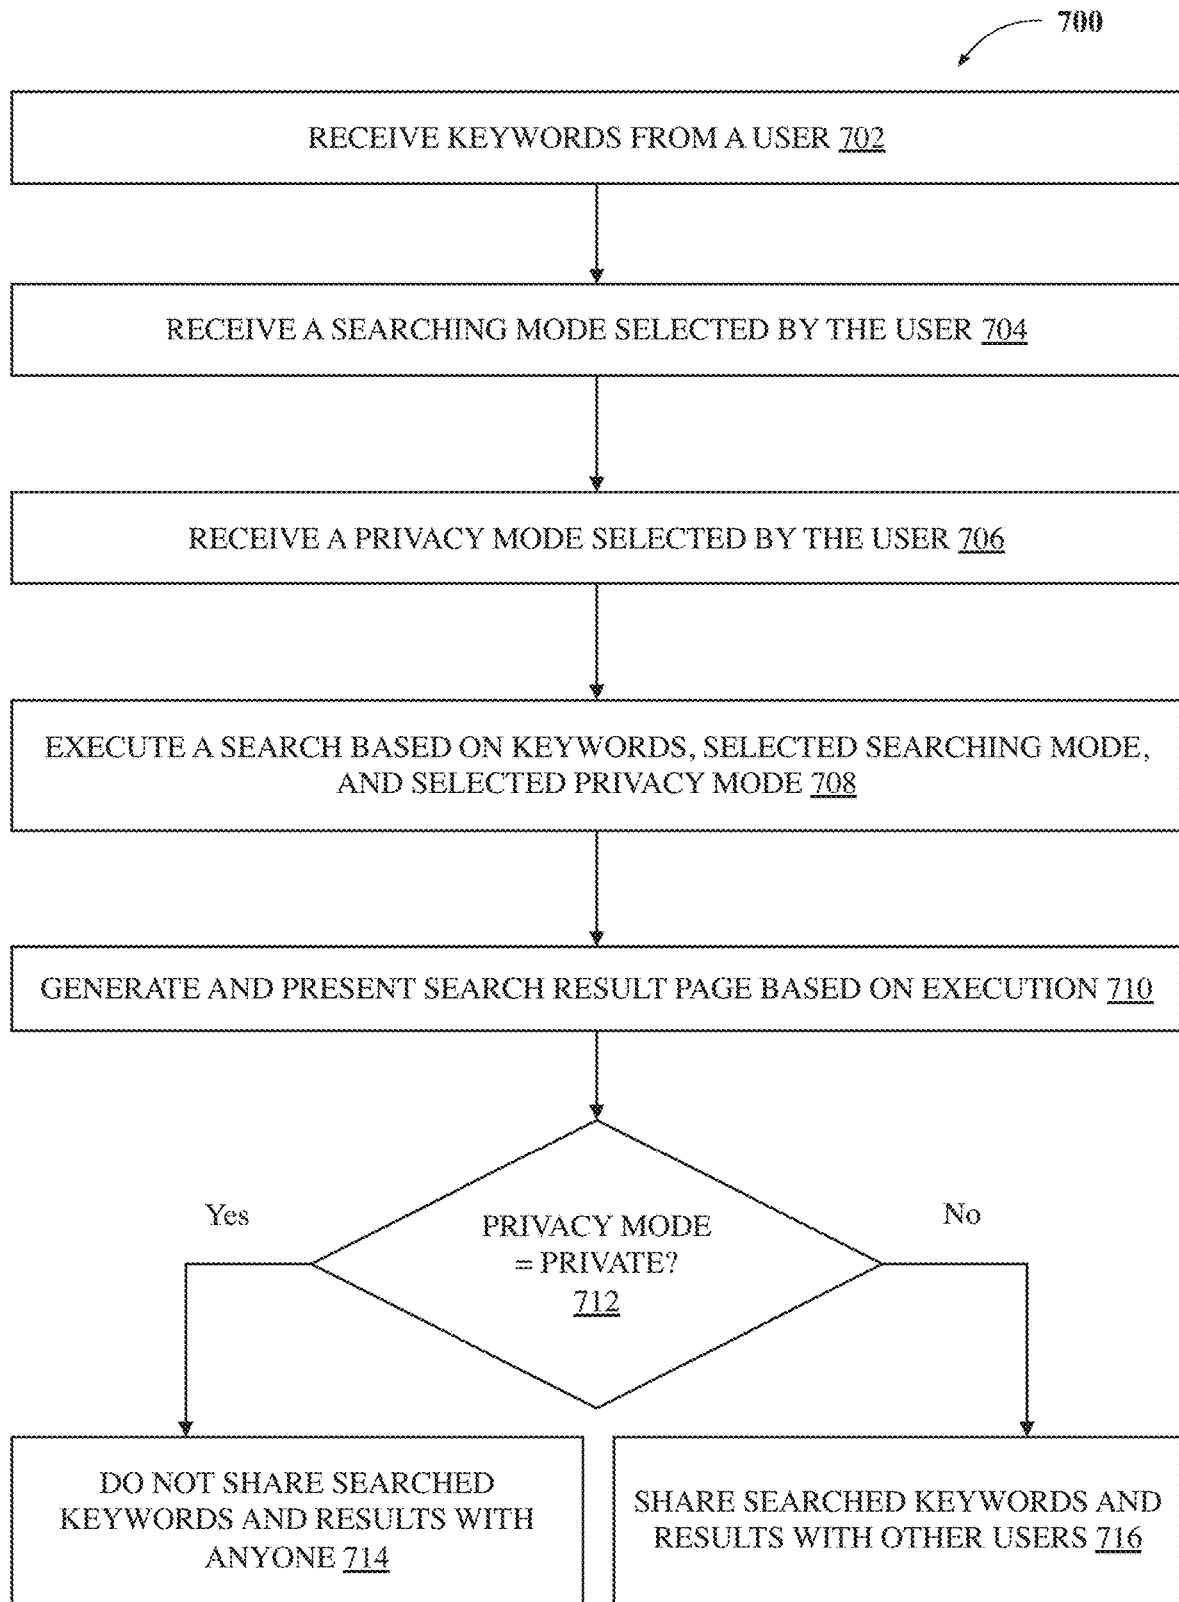 700
RECEIVE KEYWORDS FROM A USER 702
RECEIVE A SEARCHING MODE SELECTED BY THE USER 704
RECEIVE A PRIVACY MODE SELECTED BY THE USER 706
EXECUTE A SEARCH BASED ON KEYWORDS, SELECTED SEARCHING MODE,
AND SELECTED PRIVACY MODE 708
GENERATE AND PRESENT SEARCH RESULT PAGE BASED ON EXECUTION 710
Yes
No
PRIVACY MODE
= PRIVATE?
712
DO NOT SHARE SEARCHED
KEYWORDS AND RESULTS WITH
ANYONE 714
SHARE SEARCHED KEYWORDS AND
RESULTS WITH OTHER USERS 716